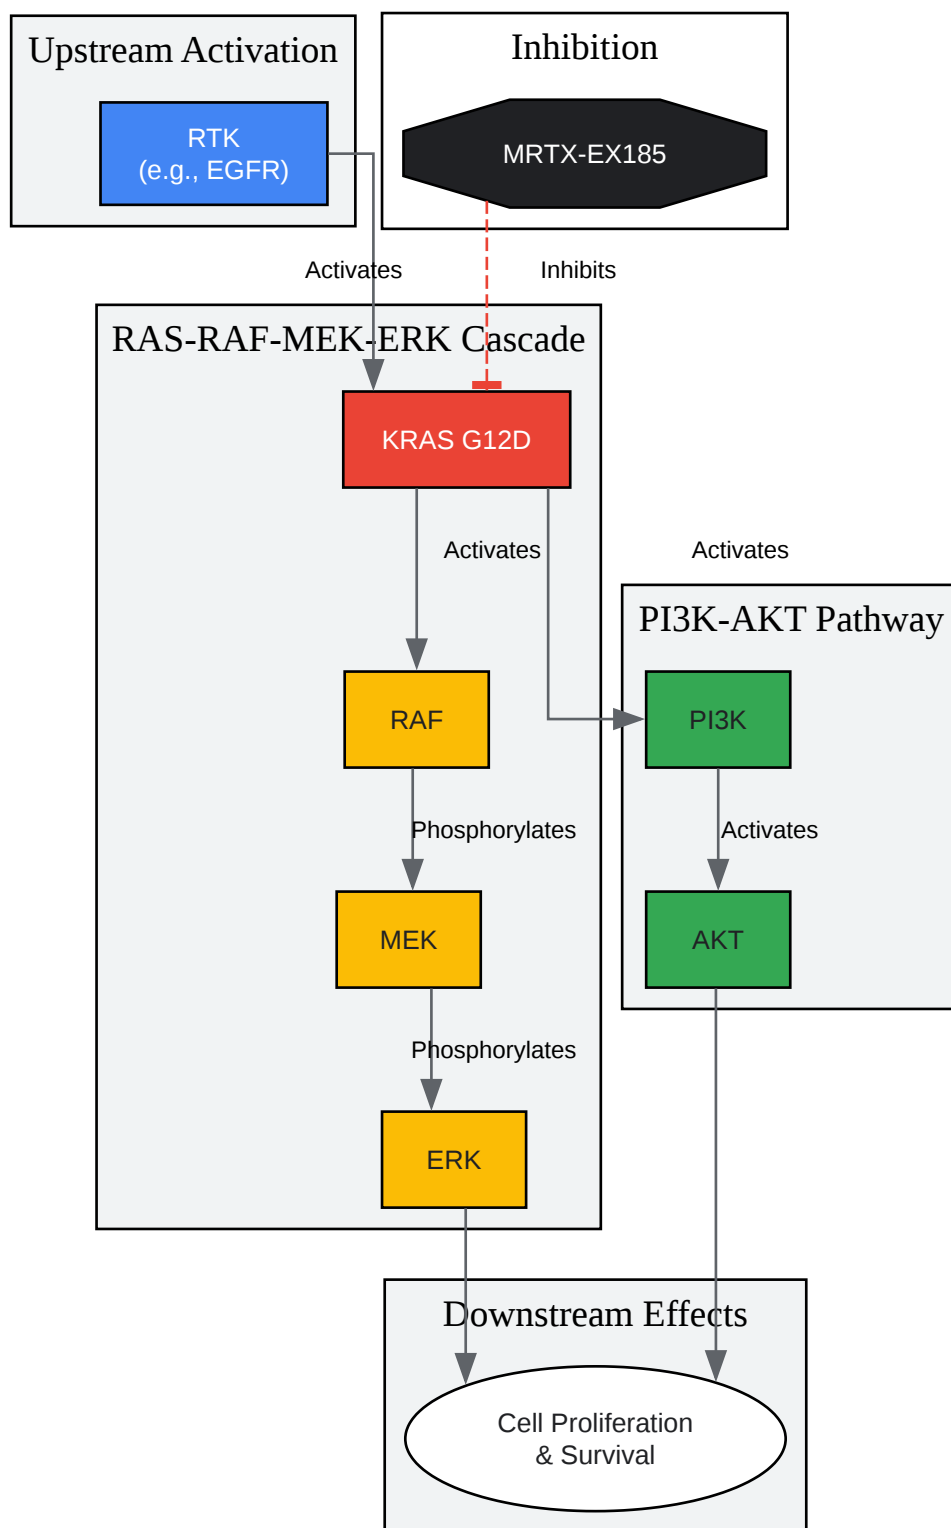 Upstream Activation
Inhibition
RTK
(e.g., EGFR)
MRTX-EX185
Activates
Inhibits
RAS-RAF-MEK-ERK Cascade
KRAS G12D
Activates
Activates
PI3K-AKT Pathway
RAF
PI3K
Phosphorylates
Activates
MEK
AKT
Phosphorylates
ERK
Downstream Effects
Cell Proliferation
& Survival